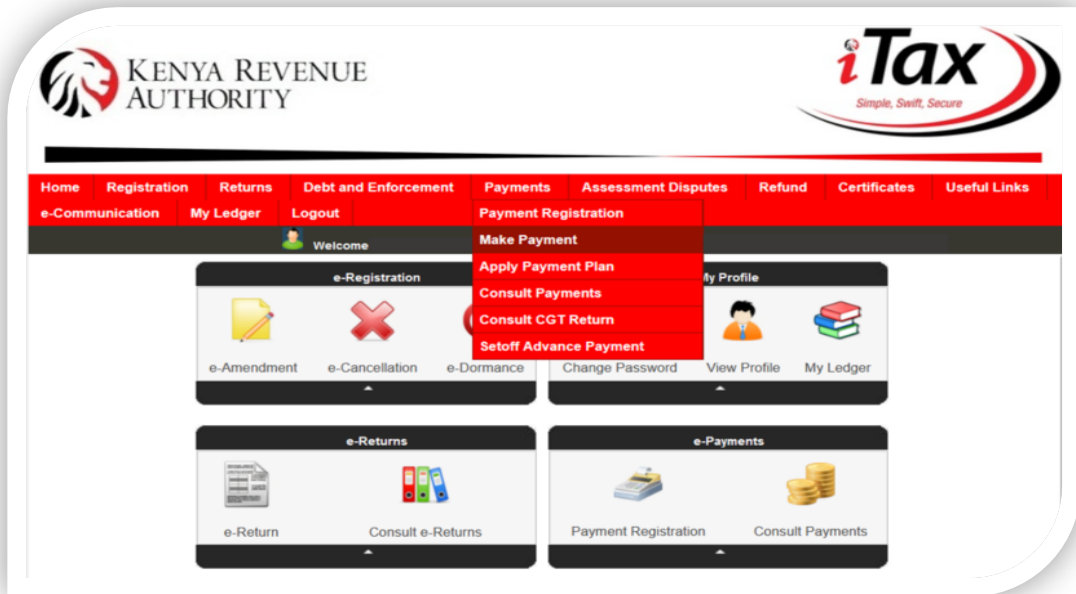 KENYA REVENUE
AUTHORITY
iTax
Simple, Swift, Secure
Home Registration Returns Debt and Enforcement Payments Assessment Disputes Refund Certificates Useful Links
e-Communication My Ledger Logout Payment Registration
Welcome Make Payment
Apply Payment Plan
Consult Payments
Consult CGT Return
Setoff Advance Payment
e-Registration My Profile
e-Amendment e-Cancellation e-Dormance Change Password View Profile My Ledger
e-Returns e-Payments
e-Return Consult e-Returns Payment Registration Consult Payments